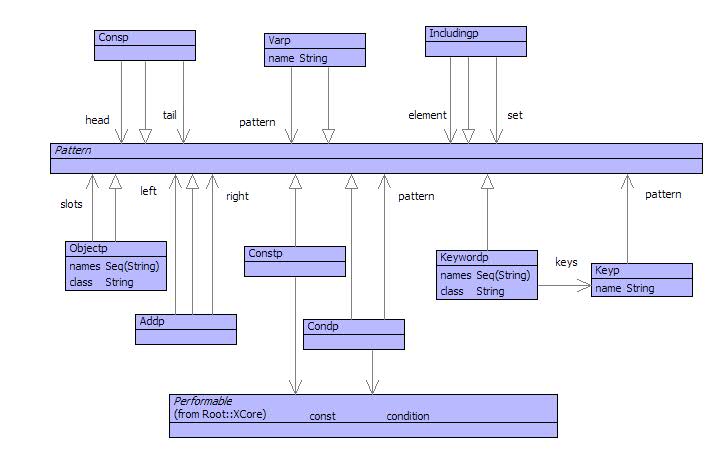 Consp
Varp
name String
Includingp
head
tail
pattern
element
set
Pattern
slots
left
right
pattern
pattern
Objectp
names Seq(String)
class String
Constp
Keywordp
names Seq(String)
class String
keys
Keyp
name String
Addp
Condp
Performable
(from Root::XCore)
const
condition